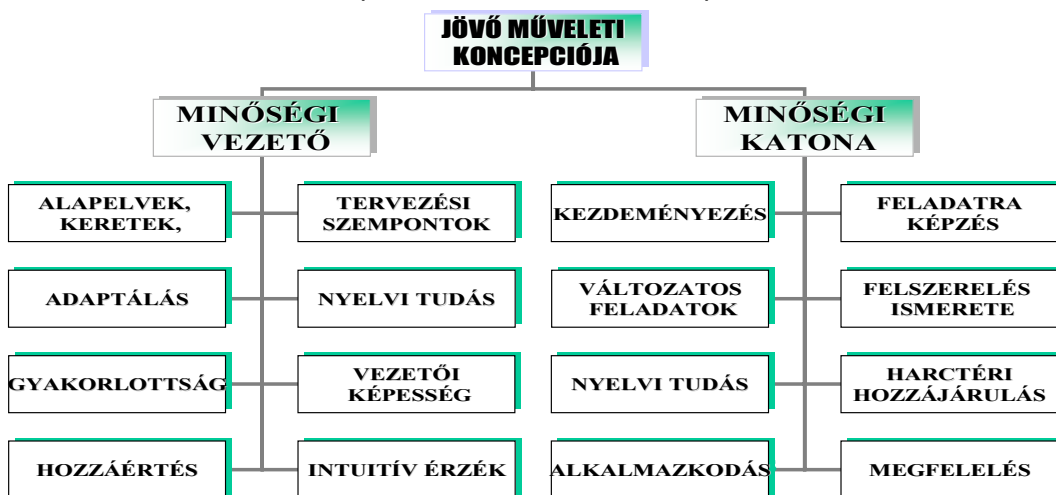 JÖVŐ MŰVELETI
KONCEPCIÓJA
MINŐSÉGI
VEZETŐ
MINŐSÉGI
KATONA
ALAPELVEK,
KERETEK,
TERVEZÉSI
SZEMPONTOK
KEZDEMÉNYEZÉS
FELADATRA
KÉPZÉS
ADAPTÁLÁS
NYELVI TUDÁS
VÁLTOZATOS
FELADATOK
FELSZERELÉS
ISMERETE
GYAKORLOTTSÁG
VEZETŐI
KÉPESSÉG
NYELVI TUDÁS
HARCTÉRI
HOZZÁJÁRULÁS
HOZZÁÉRTÉS
INTUITÍV ÉRZÉK
ALKALMAZKODÁS
MEGFELELÉS